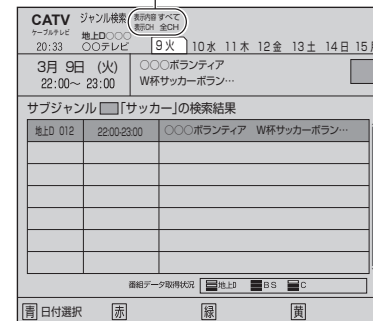 CATV ジャンル検索 表示内容 すべて
ケーブルテレビ 地上D○○○ 表示CH 全CH
20:33 ○○テレビ 9火 10水 11木 12金 13土 14日 15
3月 9日 (火) ○○○ボランティア
22:00～ 23:00 W杯サッカーボラン…
サブジャンル 「サッカー」の検索結果
地上D 012 22:00-23:00 ○○○ボランティア W杯サッカーボラン…
番組データ取得状況 地上D BS C
青 日付選択 赤 緑 黄